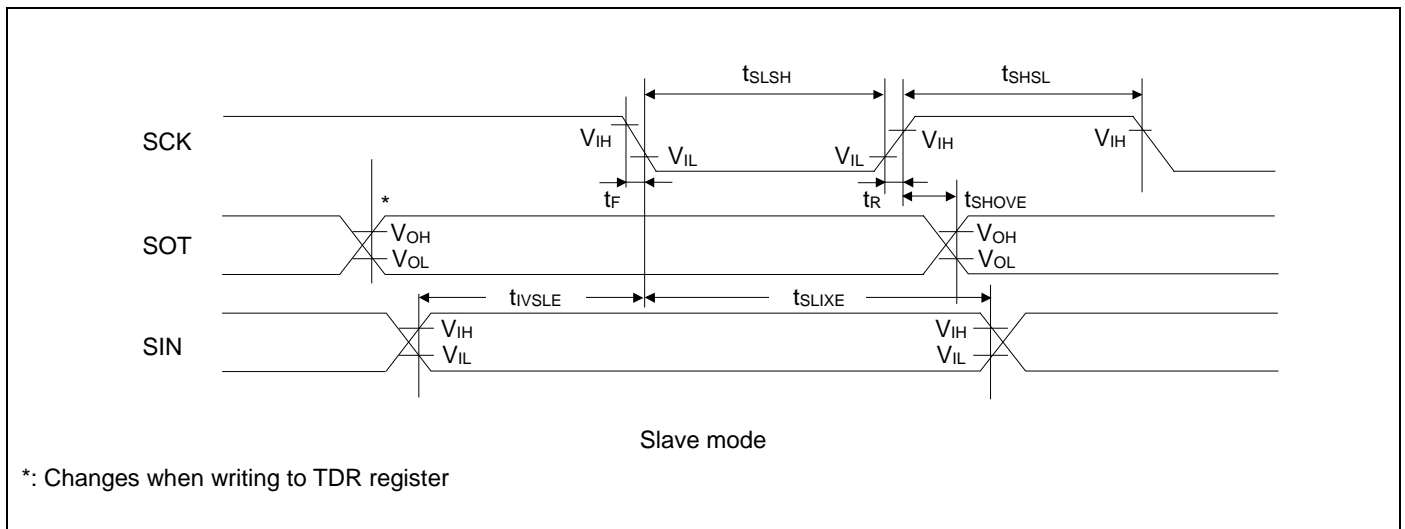 tSLSH tSHSL
SCK VIH VIL VIL VIH VIH
tF tR tSHOVE
*
SOT VOH VOH
VOL VOL
tIVSLE tSLIXE
SIN VIH VIH
VIL VIL
Slave mode
*: Changes when writing to TDR register